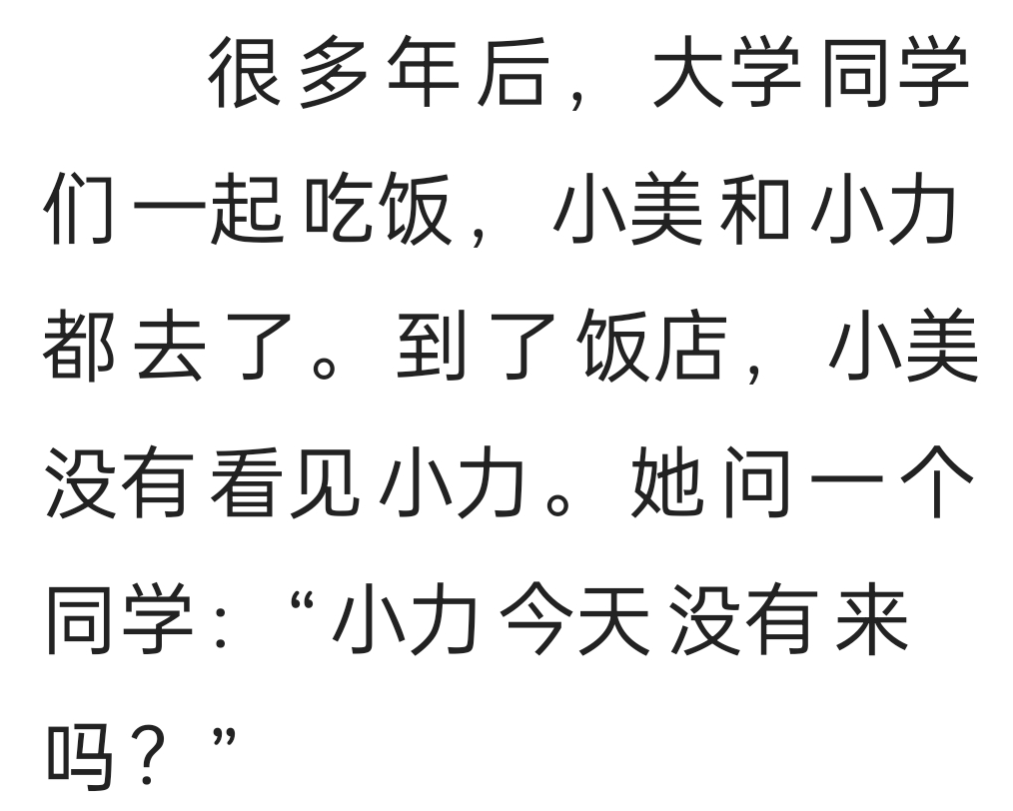 很多年后，大学同学
们一起吃饭，小美和小力
都去了。到了饭店，小美
没有看见小力。她问一个
同学：“小力今天没有来
吗？”